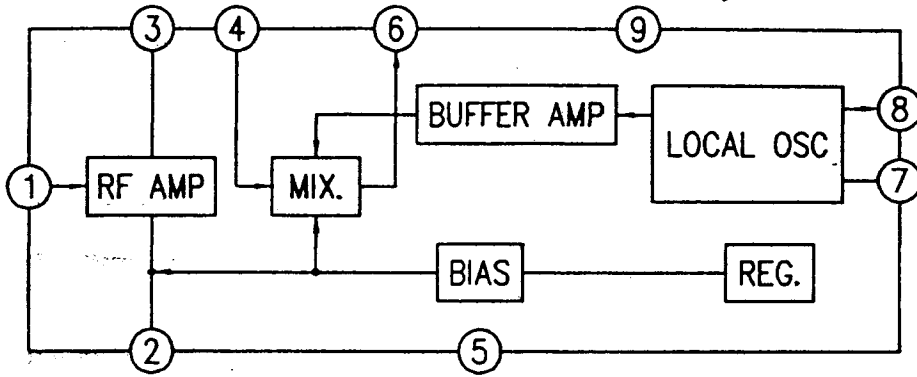 3 4 6 9
BUFFER AMP
LOCAL OSC
8
1
RF AMP
MIX.
7
BIAS
REG.
2
5